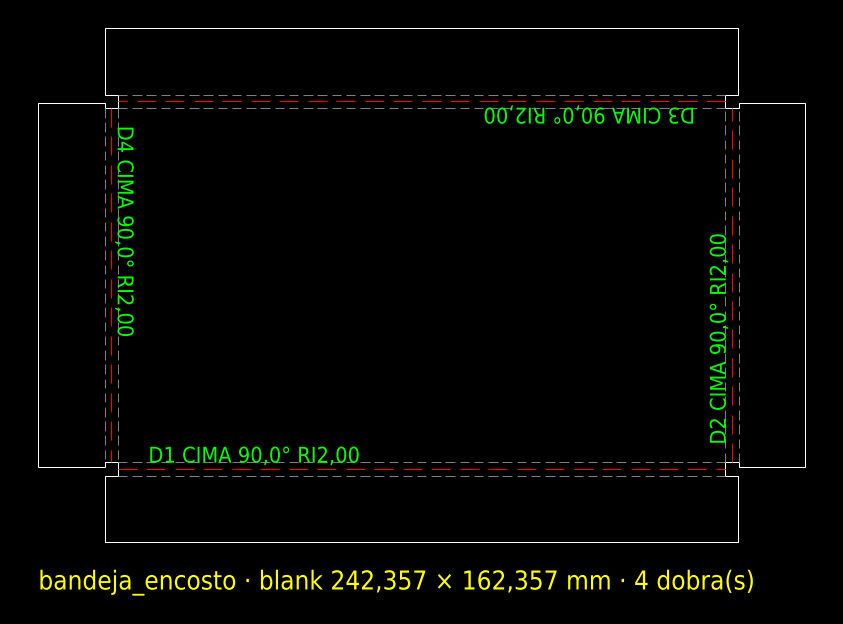 D3 CIMA 90,0° RI2,00
D4 CIMA 90,0° RI2,00
D2 CIMA 90,0° RI2,00
D1 CIMA 90,0° RI2,00
bandeja_encosto · blank 242,357 × 162,357 mm · 4 dobra(s)